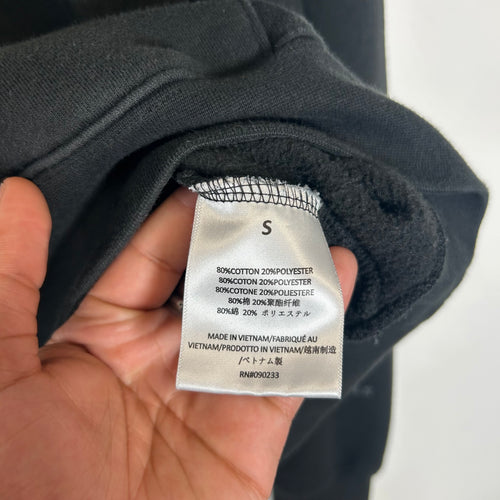 S
80%COTTON 20%POLYESTER
80%COTTON 20%POLYESTER
80%COTONE 20%POLIESTERE
80%棉 20%聚酯纤维
80%綿 20% ポリエステル
MADE IN VIETNAM/FABRIQUÉ AU
VIETNAM/PRODOTTO IN VIETNAM/越南制造
/ベトナム製
RN#090233